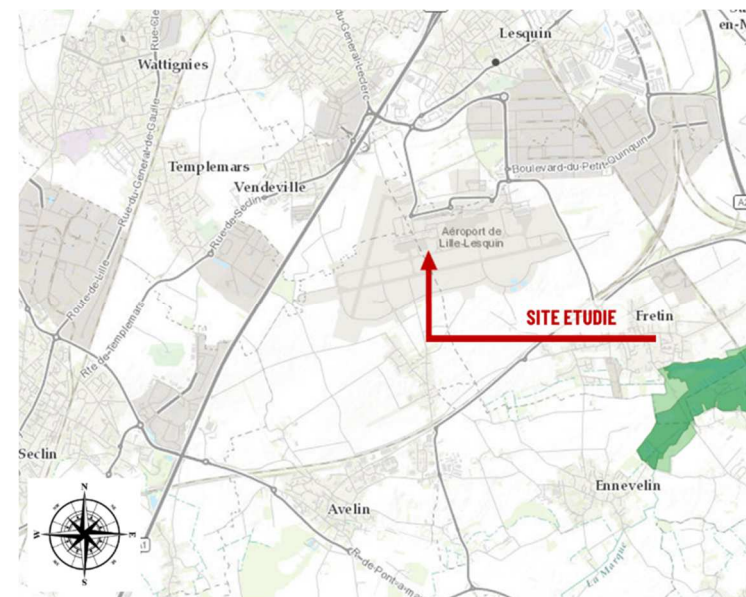 Lesquin
Wattignies
Rue-du-General-de-Gaulle
Templemars
Vendeville
Rue-de-Seclin
Boulevard-du-Petit-Quinquin
Aéroport de
Lille-Lesquin
Route-de-Lille
Rte-de-Templemars
SITE ETUDIE
Fretin
Seclin
Ennevelin
Avelin
La Marque
N
W
E
S